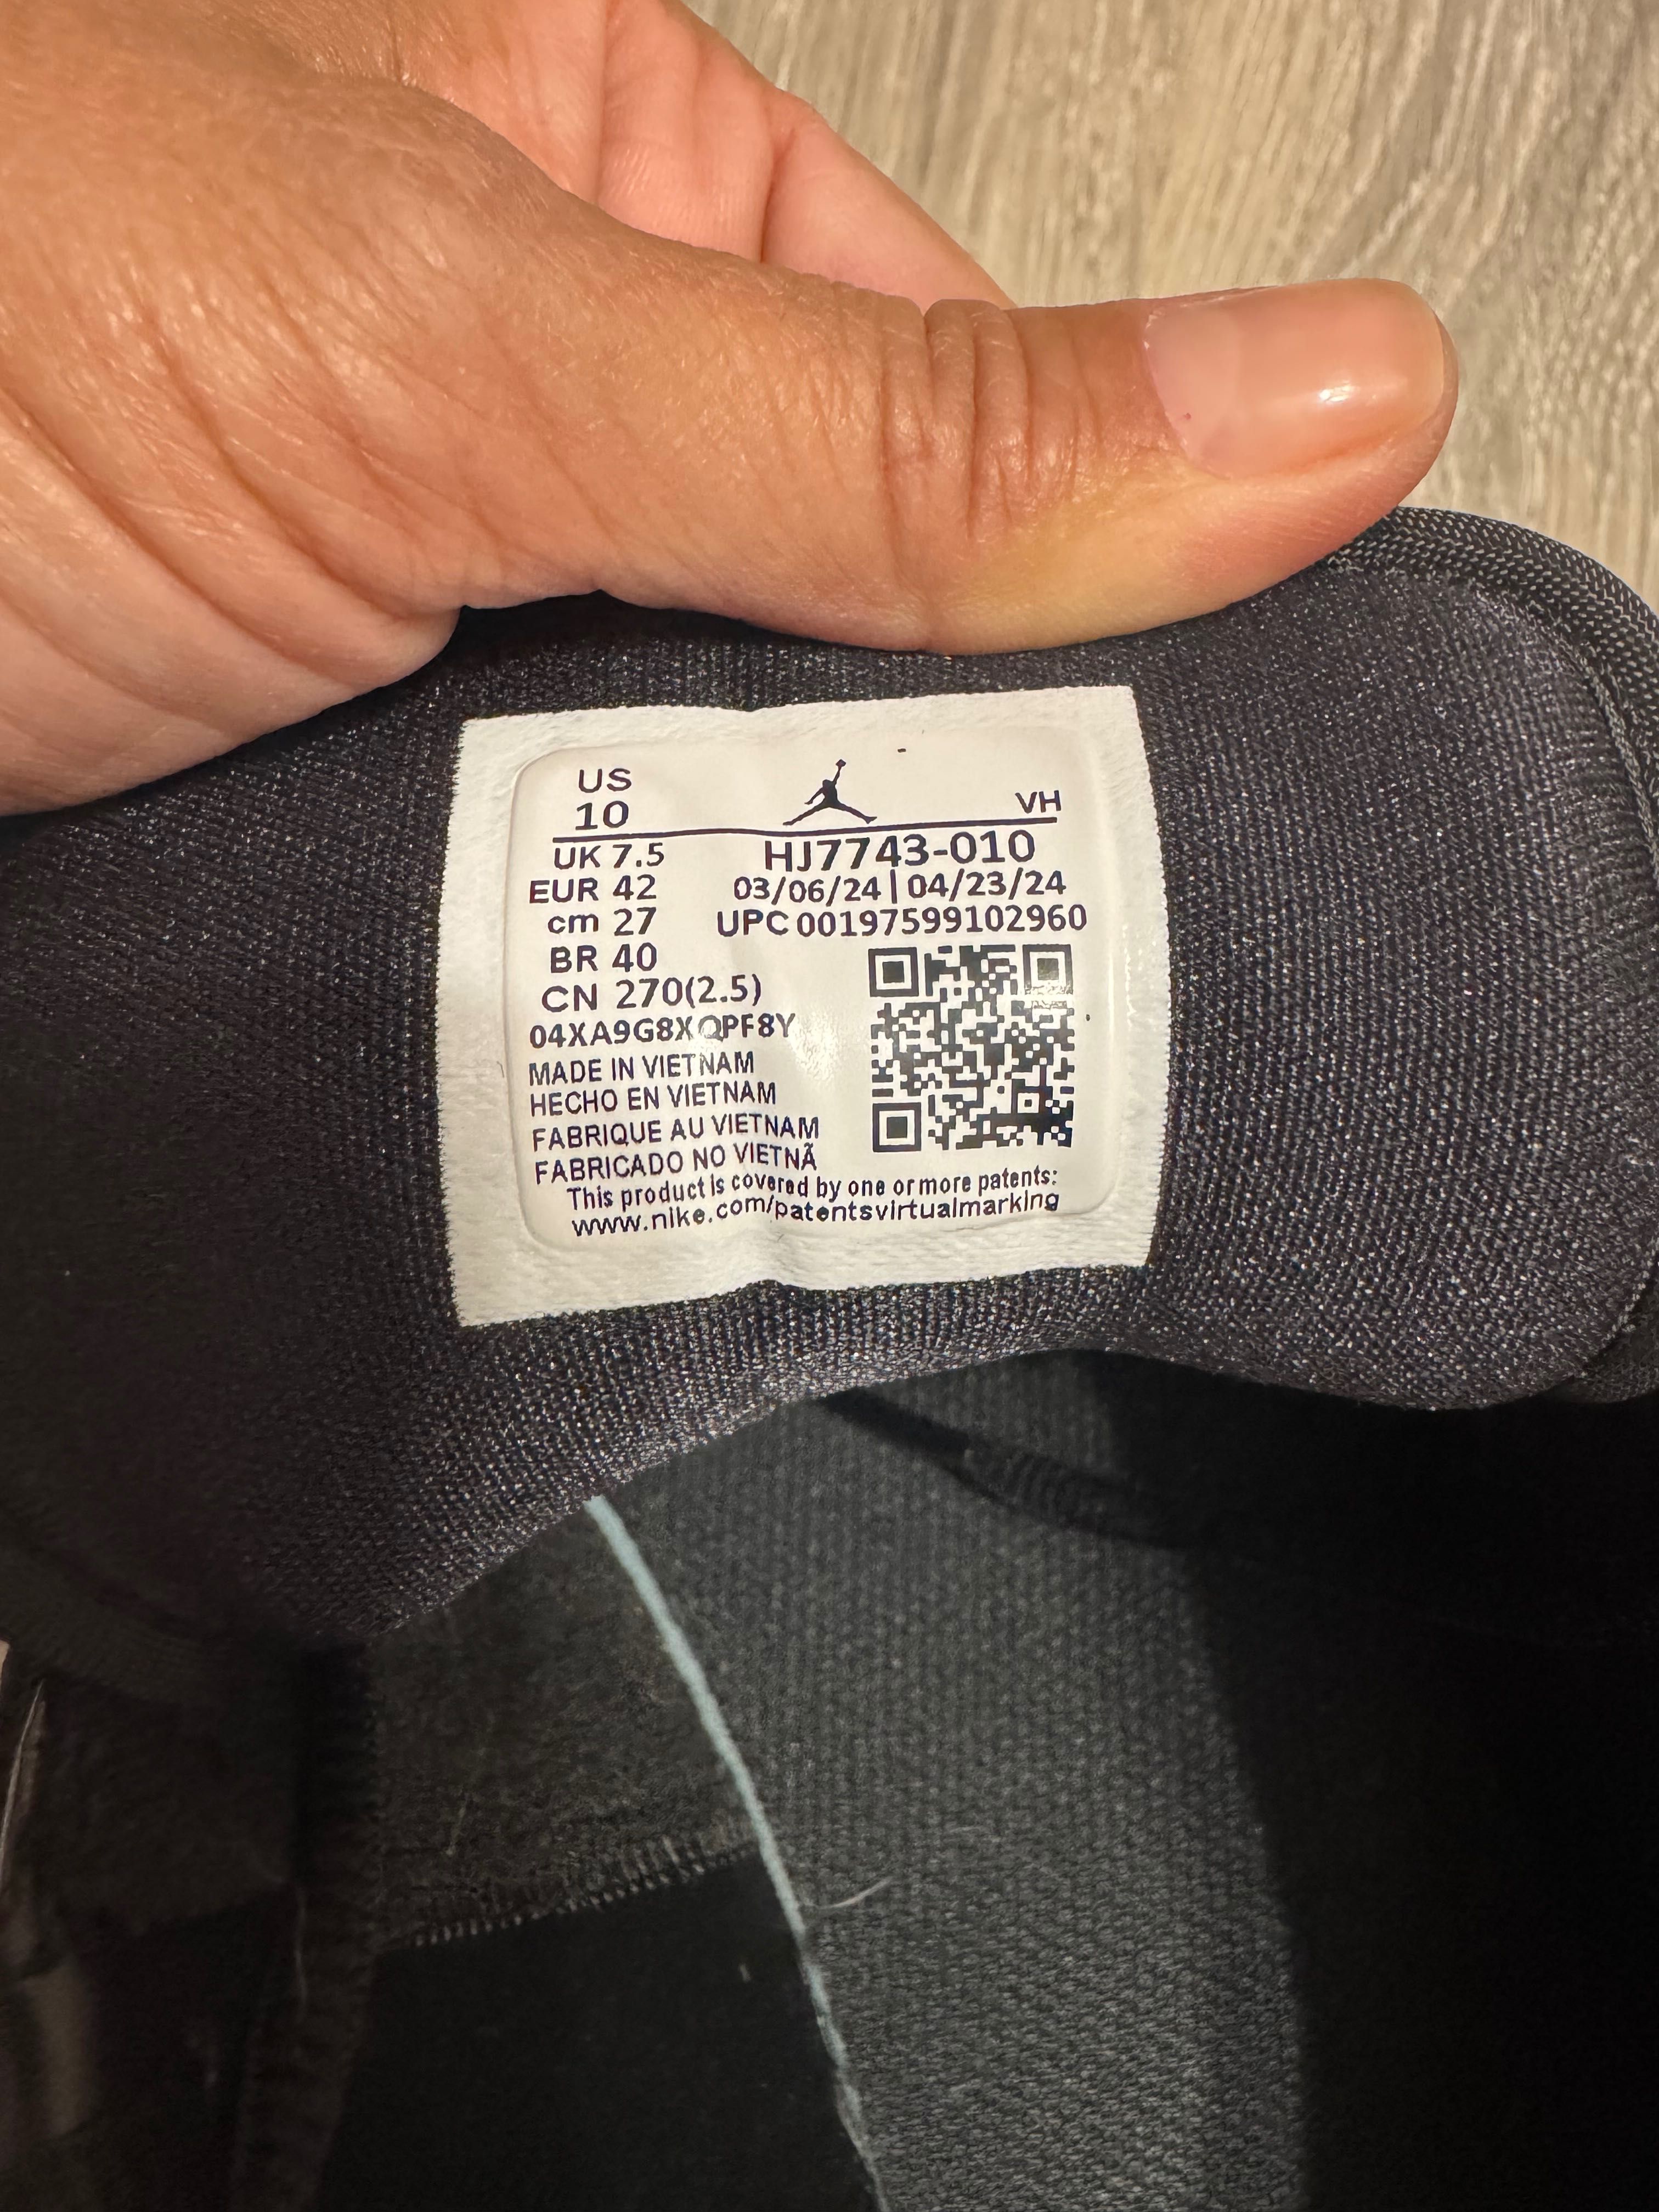 US
10 VH
UK 7.5 HJ7743-010
EUR 42 03/06/24 | 04/23/24
cm 27 UPC 00197599102960
BR 40
CN 270(2.5)
04XA9G8XQPF8Y
MADE IN VIETNAM
HECHO EN VIETNAM
FABRIQUE AU VIETNAM
FABRICADO NO VIETNÃ
This product is covered by one or more patents:
www.nike.com/patentsvirtualmarking